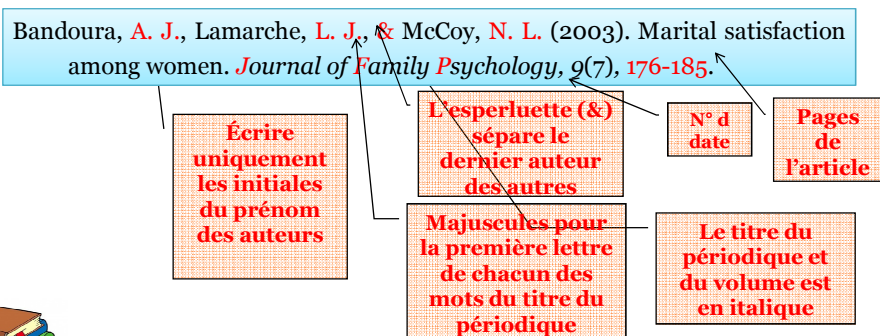 Bandoura, A. J., Lamarche, L. J., & McCoy, N. L. (2003). Marital satisfaction
among women. Journal of Family Psychology, 9(7), 176-185.
Écrire
uniquement
les initiales
du prénom
des auteurs
L'esperluette (&)
sépare le
dernier auteur
des autres
N° d
date
Pages
de
l'article
Majuscules pour
la première lettre
de chacun des
mots du titre du
périodique
Le titre du
périodique et
du volume est
en italique